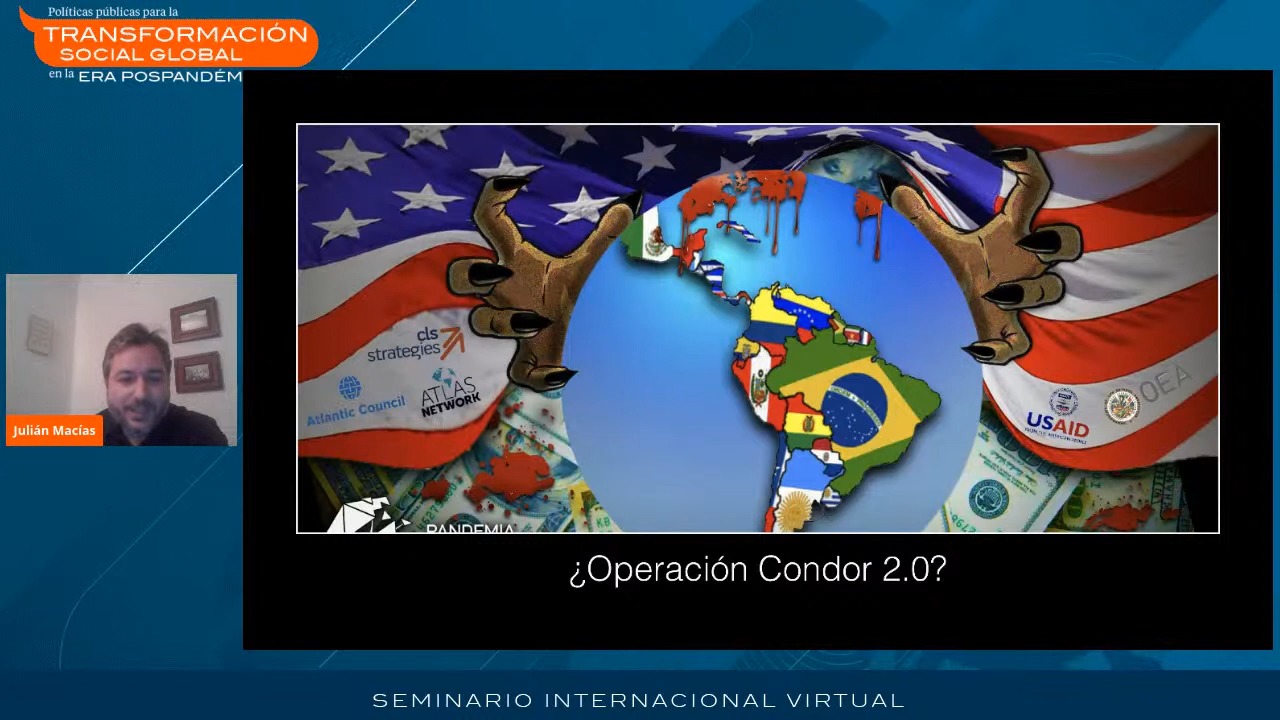 Políticas públicas para la
TRANSFORMACIÓN
SOCIAL GLOBAL
en la ERA POSPANDÉM
cls
strategies
Atlantic Council
ATLAS
NETWORK
USAID
OEA
PANDEMIA
Julián Macías
¿Operación Condor 2.0?
SEMINARIO INTERNACIONAL VIRTUAL